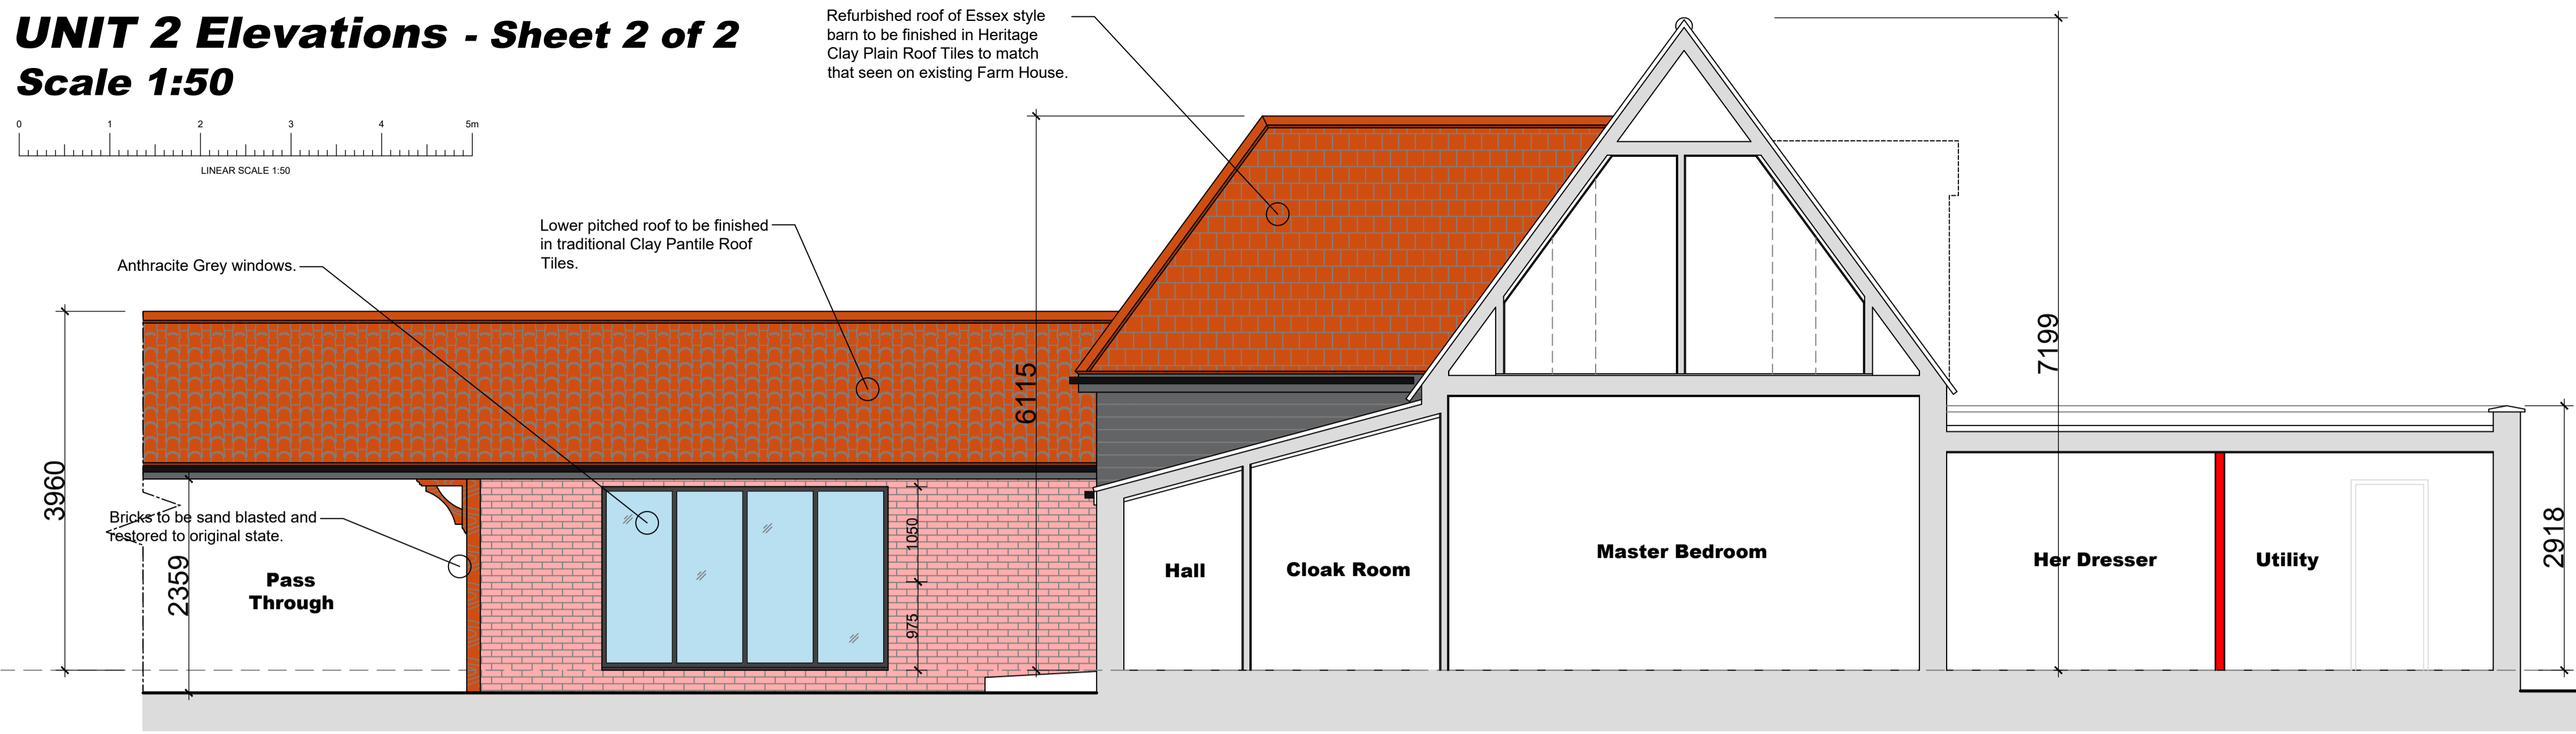 UNIT 2 Elevations - Sheet 2 of 2
Scale 1:50
0 1 2 3 4 5m
LINEAR SCALE 1:50
Refurbished roof of Essex style
barn to be finished in Heritage
Clay Plain Roof Tiles to match
that seen on existing Farm House.
Lower pitched roof to be finished
in traditional Clay Pantile Roof
Tiles.
Anthracite Grey windows.
Bricks to be sand blasted and
restored to original state.
3960
2359
Pass
Through
1050
975
6115
Hall
Cloak Room
Master Bedroom
7199
Her Dresser
Utility
2918